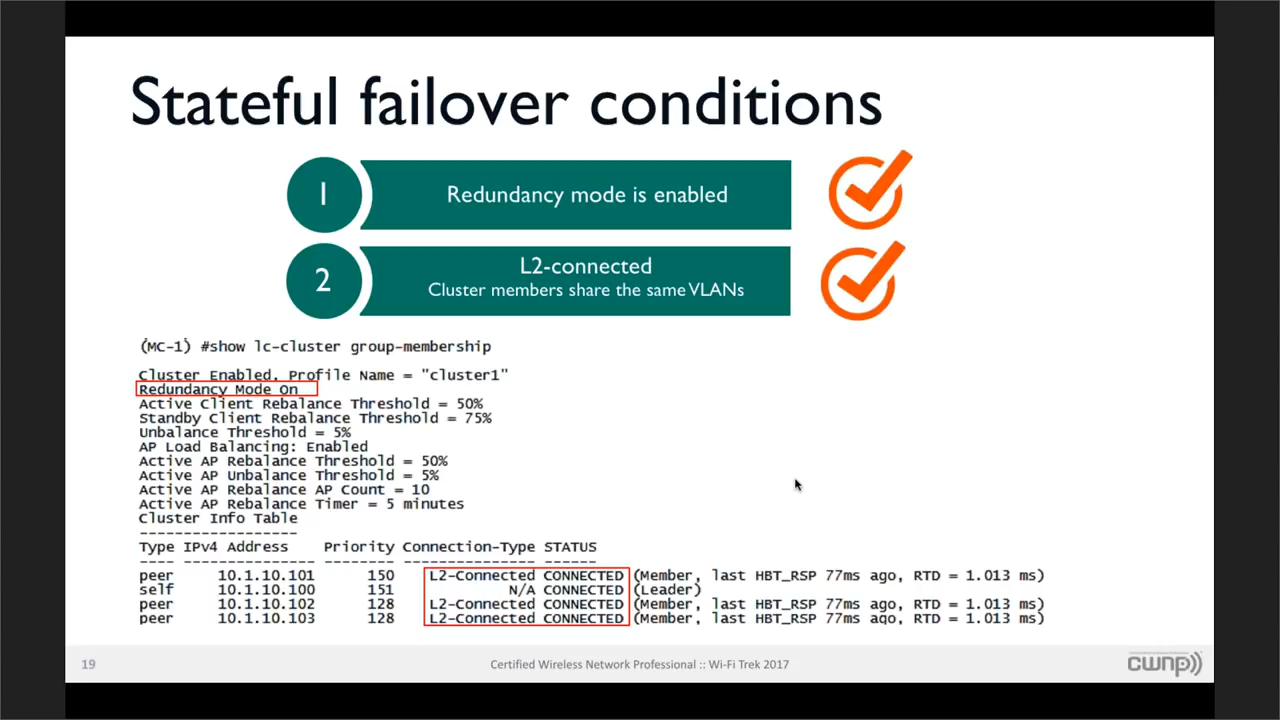 Stateful failover conditions
1
Redundancy mode is enabled
2
L2-connected
Cluster members share the same VLANs
(MC-1) #show lc-cluster group-membership
Cluster Enabled, Profile Name = "cluster1"
Redundancy Mode On
Active Client Rebalance Threshold = 50%
Standby Client Rebalance Threshold = 75%
Unbalance Threshold = 5%
AP Load Balancing: Enabled
Active AP Rebalance Threshold = 50%
Active AP Unbalance Threshold = 5%
Active AP Rebalance AP Count = 10
Active AP Rebalance Timer = 5 minutes
Cluster Info Table
------------------
Type IPv4 Address     Priority Connection-Type STATUS
---- --------------- -------- --------------- ------
peer 10.1.10.101 150 L2-Connected CONNECTED (Member, last HBT_RSP 77ms ago, RTD = 1.013 ms)
self 10.1.10.100 151 N/A CONNECTED (Leader)
peer 10.1.10.102 128 L2-Connected CONNECTED (Member, last HBT_RSP 77ms ago, RTD = 1.013 ms)
peer 10.1.10.103 128 L2-Connected CONNECTED (Member, last HBT_RSP 77ms ago, RTD = 1.013 ms)
19
Certified Wireless Network Professional :: Wi-Fi Trek 2017
cwnp